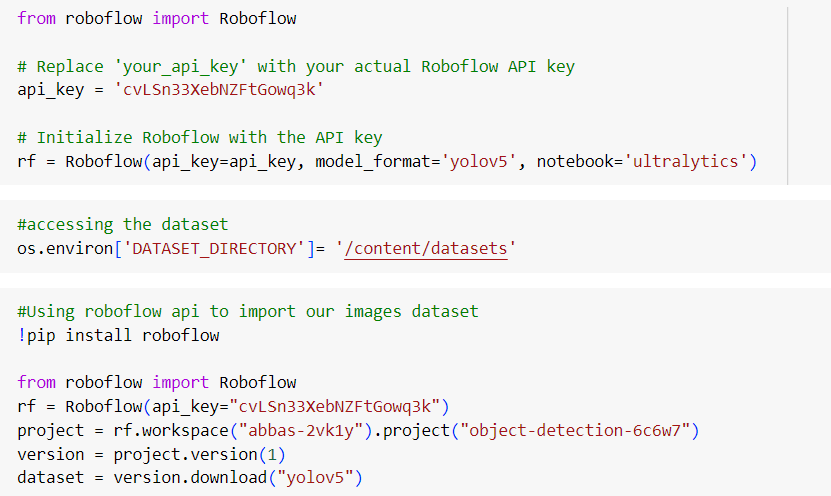 from roboflow import Roboflow
# Replace 'your_api_key' with your actual Roboflow API key
api_key = 'cvLSn33XebNZFtGowq3k'
# Initialize Roboflow with the API key
rf = Roboflow(api_key=api_key, model_format='yolov5', notebook='ultralytics')
#accessing the dataset
os.environ['DATASET_DIRECTORY']= '/content/datasets'
#Using roboflow api to import our images dataset
!pip install roboflow
from roboflow import Roboflow
rf = Roboflow(api_key="cvLSn33XebNZFtGowq3k")
project = rf.workspace("abbas-2vk1y").project("object-detection-6c6w7")
version = project.version(1)
dataset = version.download("yolov5")